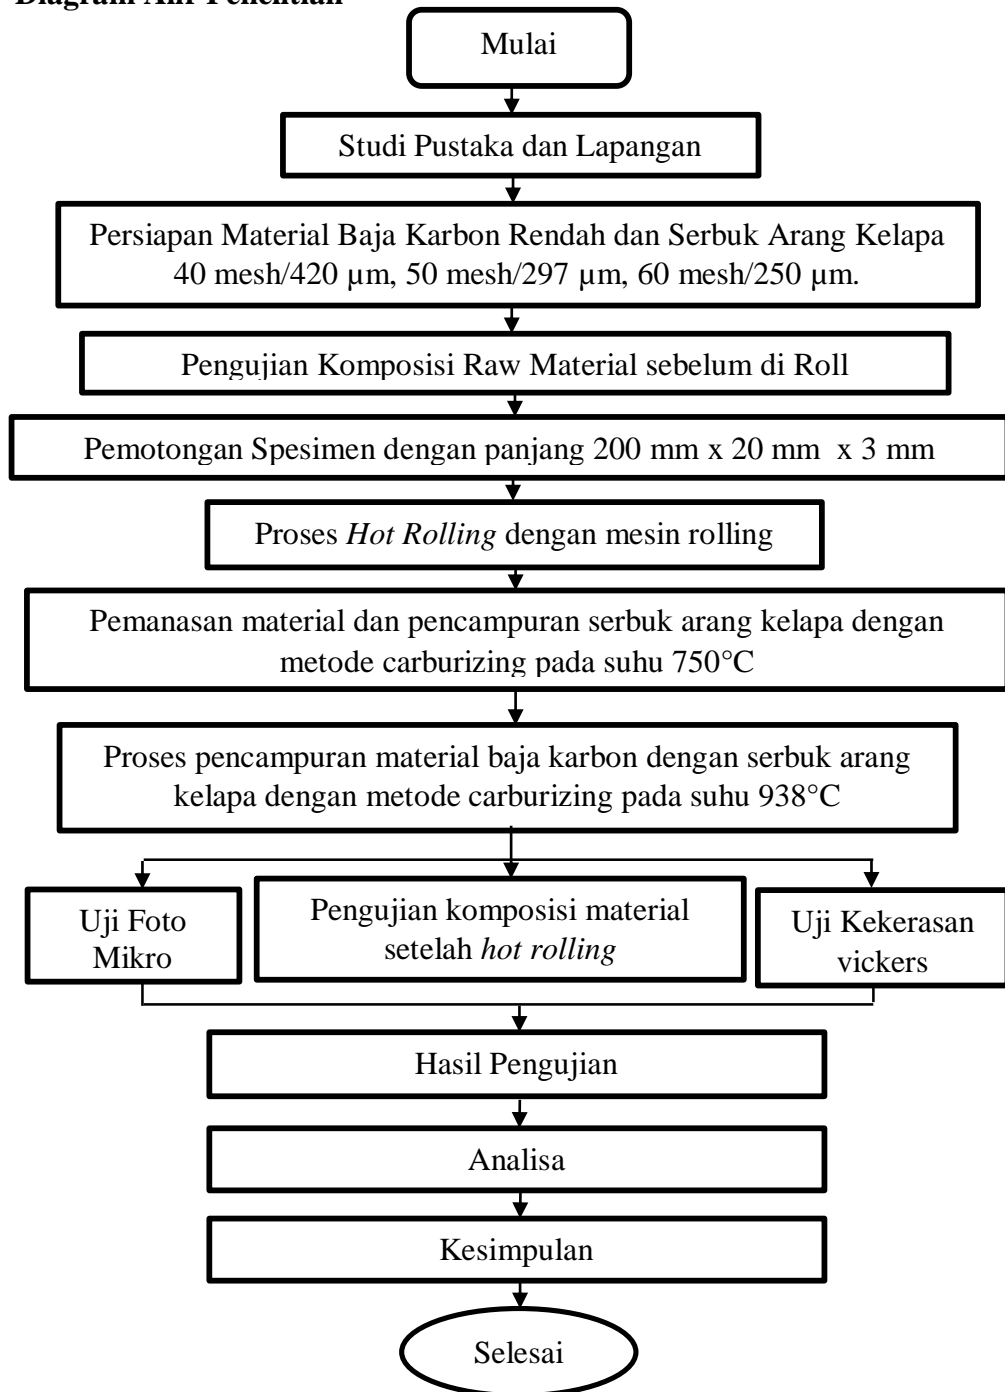 Diagram Alir Penelitian
Mulai
Studi Pustaka dan Lapangan
Persiapan Material Baja Karbon Rendah dan Serbuk Arang Kelapa
40 mesh/420 µm, 50 mesh/297 µm, 60 mesh/250 µm.
Pengujian Komposisi Raw Material sebelum di Roll
Pemotongan Spesimen dengan panjang 200 mm x 20 mm x 3 mm
Proses Hot Rolling dengan mesin rolling
Pemanasan material dan pencampuran serbuk arang kelapa dengan
metode carburizing pada suhu 750°C
Proses pencampuran material baja karbon dengan serbuk arang
kelapa dengan metode carburizing pada suhu 938°C
Uji Foto
Mikro
Pengujian komposisi material
setelah hot rolling
Uji Kekerasan
vickers
Hasil Pengujian
Analisa
Kesimpulan
Selesai